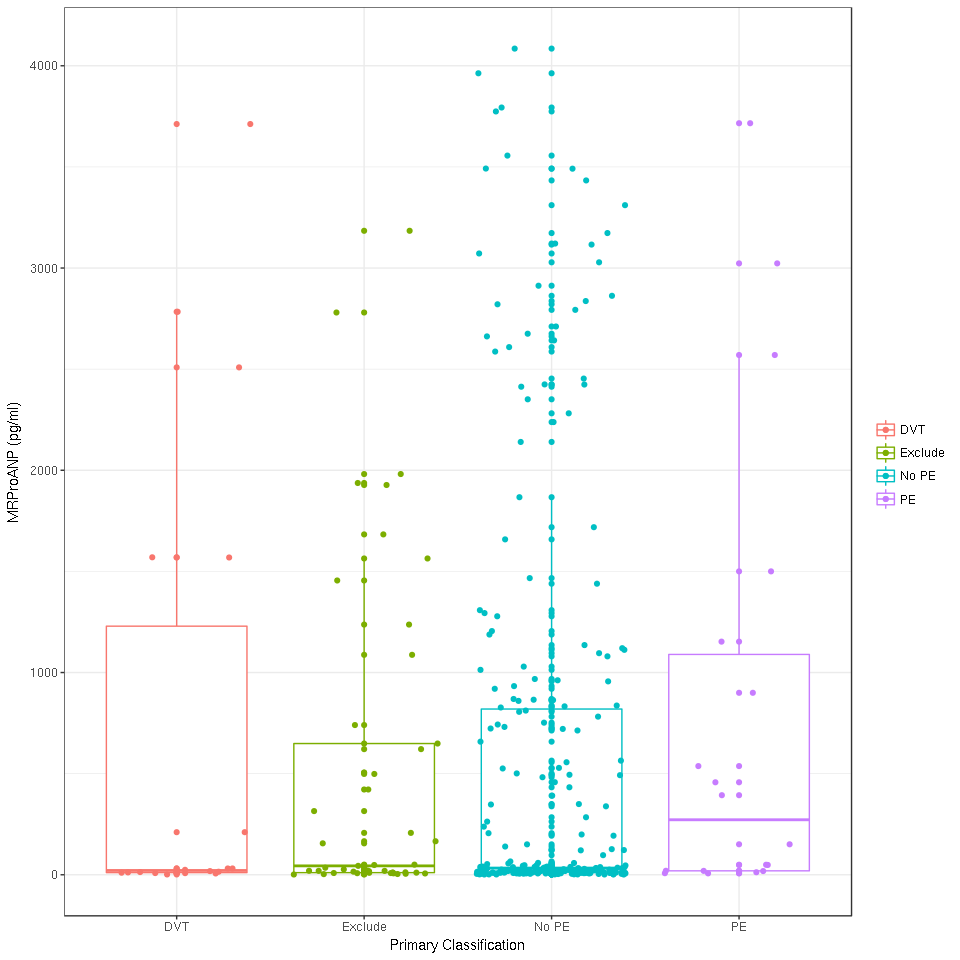 4000
3000
2000
1000
0
MRProANP (pg/ml)
DVT
Exclude
No PE
PE
Primary Classification
DVT
Exclude
No PE
PE